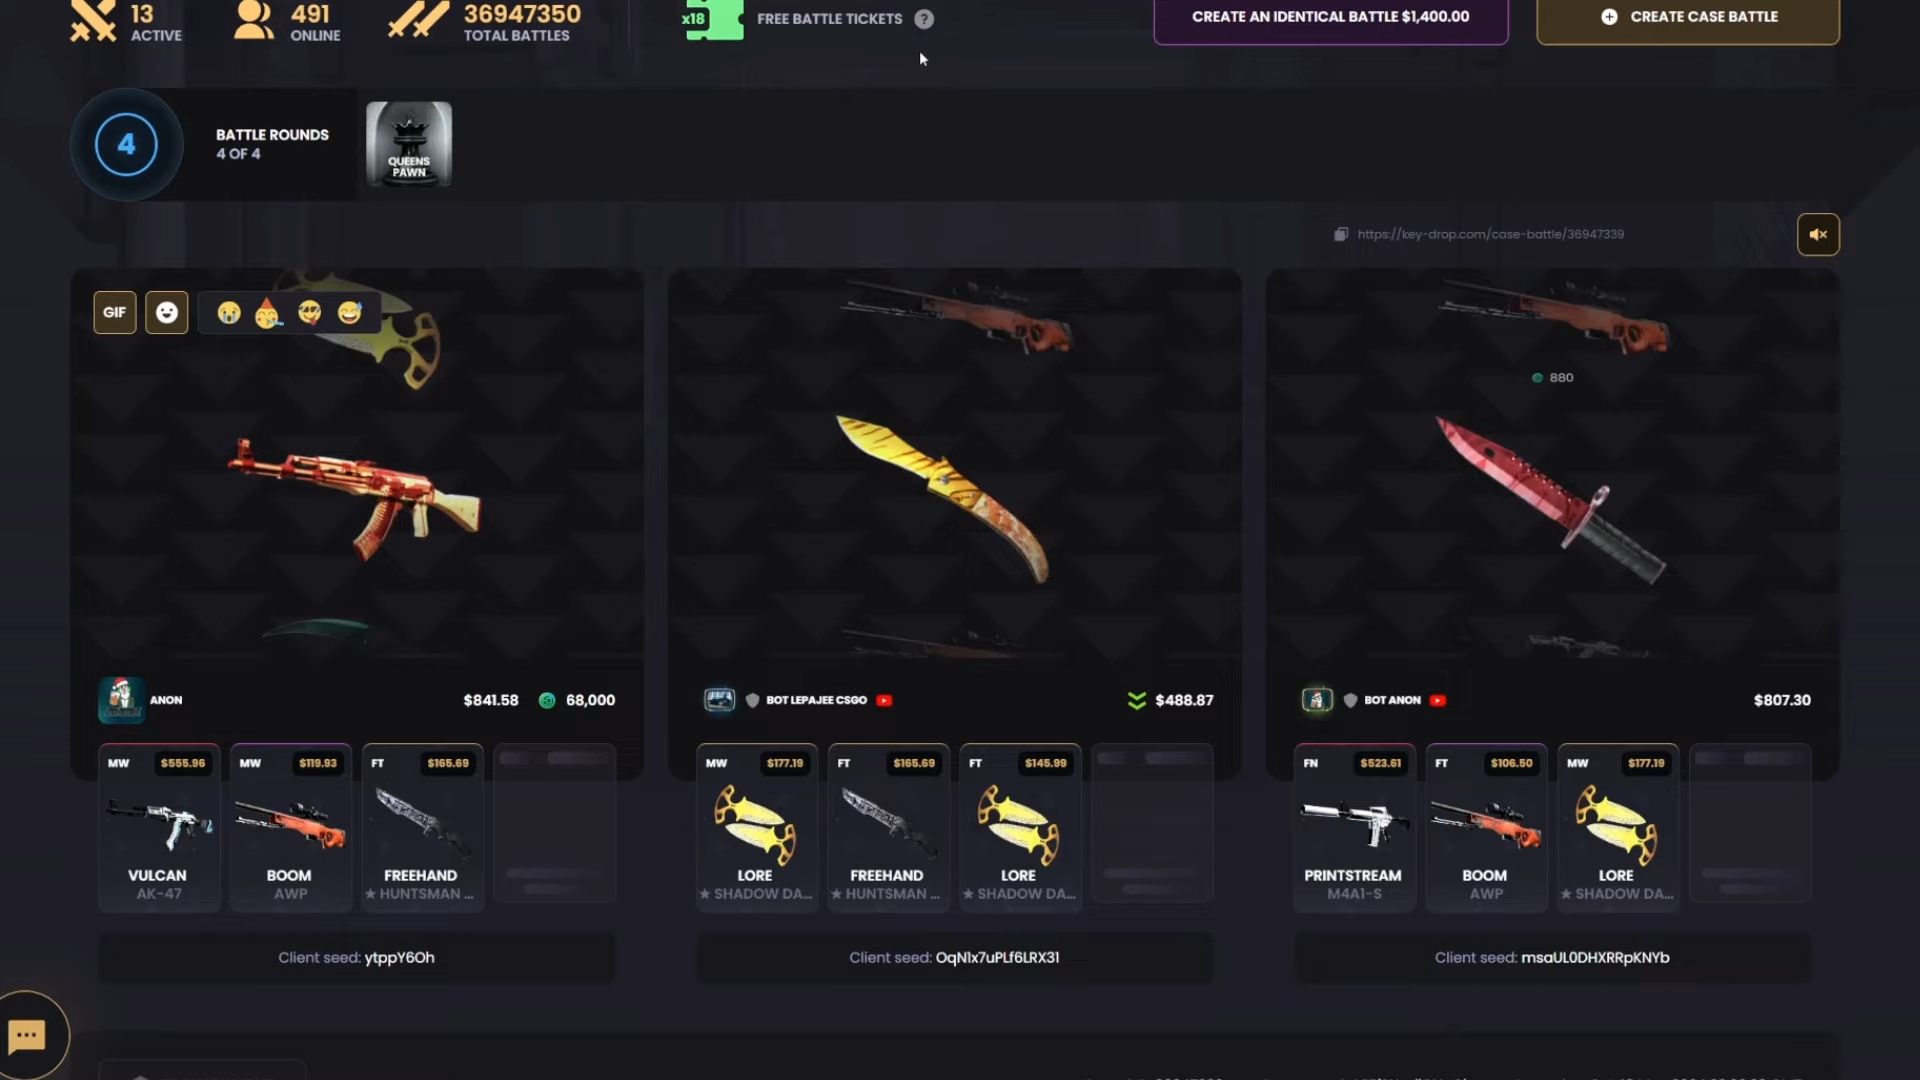 13
ACTIVE
491
ONLINE
36947350
TOTAL BATTLES
x18
FREE BATTLE TICKETS ?
CREATE AN IDENTICAL BATTLE $1,400.00
CREATE CASE BATTLE
4
BATTLE ROUNDS
4 OF 4
QUEENS
PAWN
https://key-drop.com/case-battle/36947339
GIF
880
ANON
$841.58
68,000
BOT LEPAJEE CSGO
$488.87
BOT ANON
$807.30
MW $555.96
VULCAN
AK-47
MW $119.93
BOOM
AWP
FT $165.69
FREEHAND
★ HUNTSMAN ...
MW $177.19
LORE
★ SHADOW DA...
FT $165.69
FREEHAND
★ HUNTSMAN ...
FT $145.99
LORE
★ SHADOW DA...
FN $523.61
PRINTSTREAM
M4A1-S
FT $106.50
BOOM
AWP
MW $177.19
LORE
★ SHADOW DA...
Client seed: ytppY6Oh
Client seed: OqN1x7uPLf6LRX31
Client seed: msaUL0DHXRRpKNYb